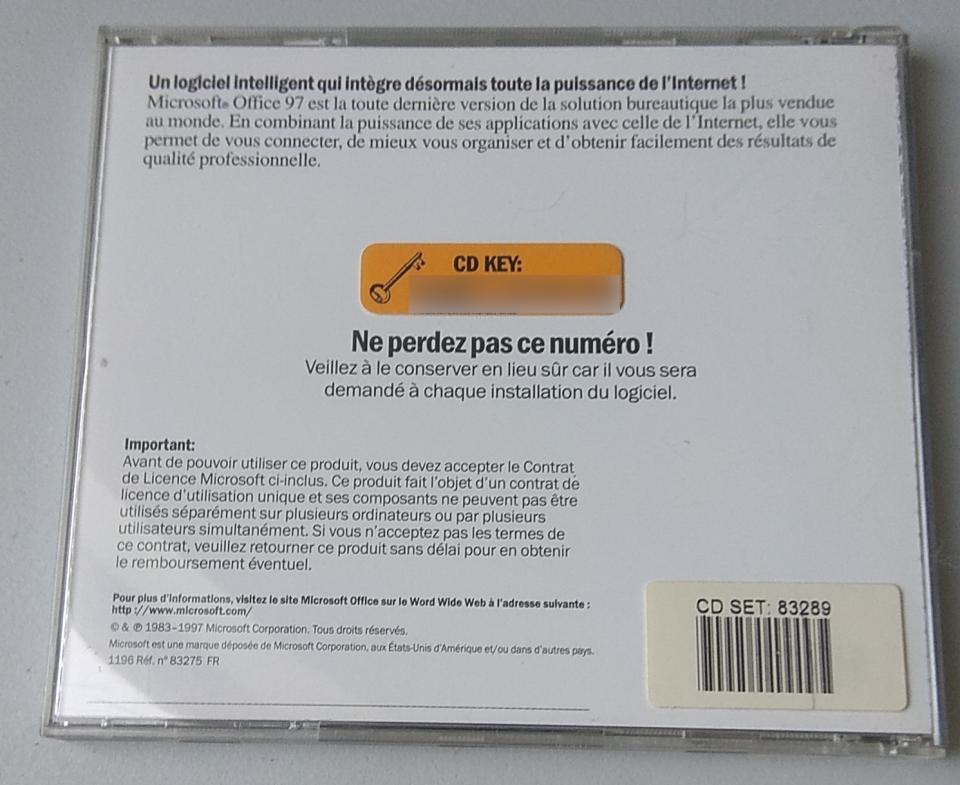 Un logiciel intelligent qui intègre désormais toute la puissance de l'Internet !
Microsoft® Office 97 est la toute dernière version de la solution bureautique la plus vendue
au monde. En combinant la puissance de ses applications avec celle de l'Internet, elle vous
permet de vous connecter, de mieux vous organiser et d'obtenir facilement des résultats de
qualité professionnelle.
CD KEY:
Ne perdez pas ce numéro !
Veillez à le conserver en lieu sûr car il vous sera
demandé à chaque installation du logiciel.
Important:
Avant de pouvoir utiliser ce produit, vous devez accepter le Contrat
de Licence Microsoft ci-inclus. Ce produit fait l'objet d'un contrat de
licence d'utilisation unique et ses composants ne peuvent pas être
utilisés séparément sur plusieurs ordinateurs ou par plusieurs
utilisateurs simultanément. Si vous n'acceptez pas les termes de
ce contrat, veuillez retourner ce produit sans délai pour en obtenir
le remboursement éventuel.
Pour plus d'informations, visitez le site Microsoft Office sur le Word Wide Web à l'adresse suivante :
http://www.microsoft.com/
© & ℗ 1983–1997 Microsoft Corporation. Tous droits réservés.
Microsoft est une marque déposée de Microsoft Corporation, aux États-Unis d'Amérique et/ou dans d'autres pays.
1196 Réf. n° 83275 FR
CD SET: 83289